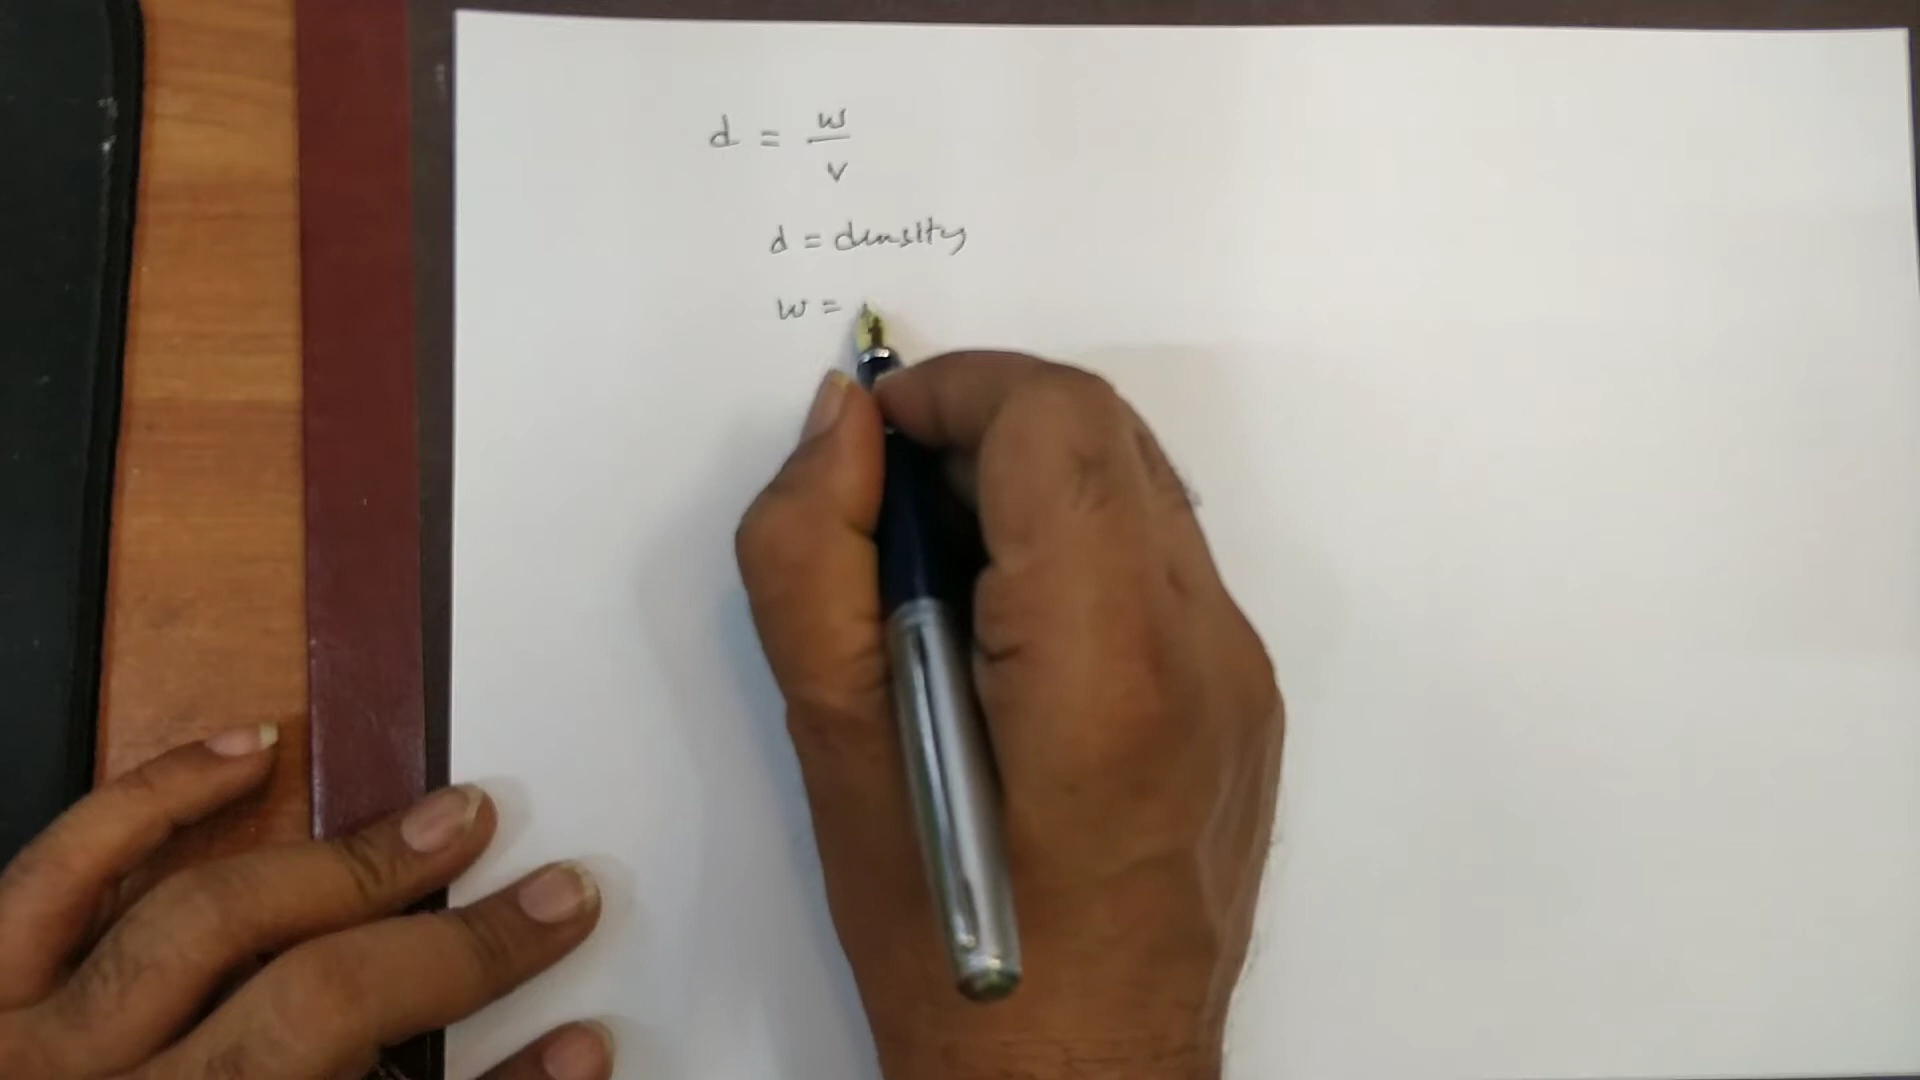 d = w/v
d = density
w =